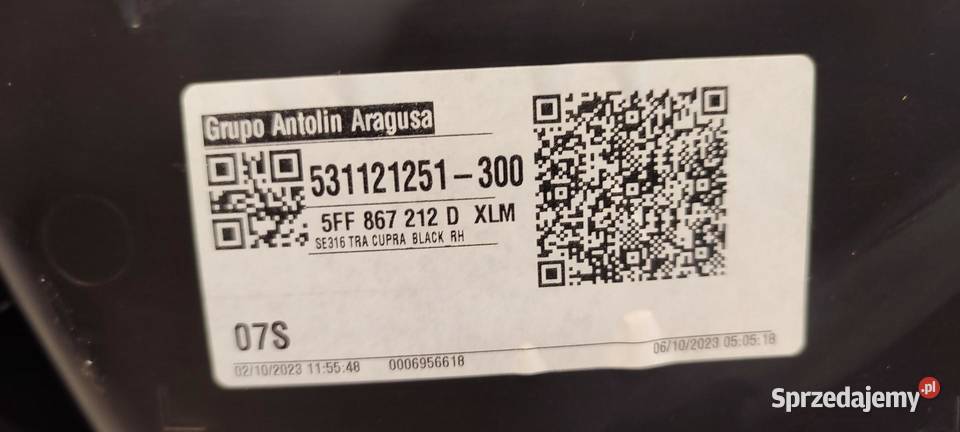 Grupo Antolin Aragusa
531121251-300
5FF 867 212 D XLM
SE316 TRA CUPRA BLACK RH
07S
02/10/2023 11:55:48 0006956618 06/10/2023 05:05:18
Sprzedajemy.pl